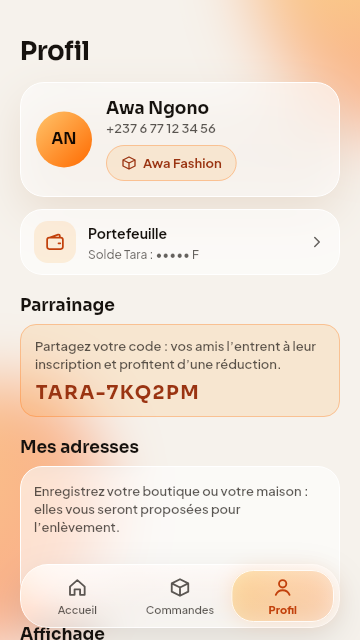 Profil
AN
Awa Ngono
+237 6 77 12 34 56
Awa Fashion
Portefeuille
Solde Tara : ••••• F
Parrainage
Partagez votre code : vos amis l’entrent à leur
inscription et profitent d’une réduction.
TARA-7KQ2PM
Mes adresses
Enregistrez votre boutique ou votre maison :
elles vous seront proposées pour
l’enlèvement.
Accueil
Commandes
Profil
Affichage